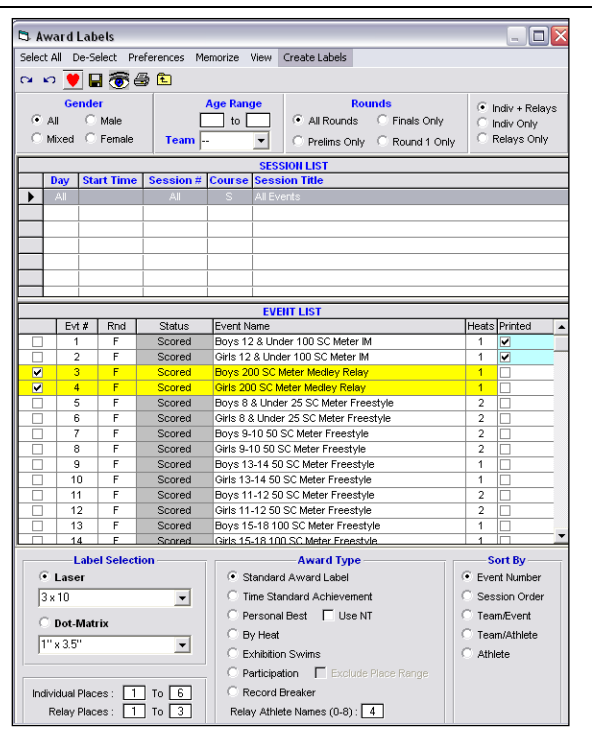 Award Labels
Select All De-Select Preferences Memorize View Create Labels
Gender Age Range Rounds
All Male to All Rounds Finals Only Indiv + Relays
Indiv Only
Mixed Female Team -- Prelims Only Round 1 Only Relays Only
SESSION LIST
Day Start Time Session # Course Session Title
All All S All Events
EVENT LIST
Evt # Rnd Status Event Name Heats Printed
1 F Scored Boys 12 & Under 100 SC Meter IM 1
2 F Scored Girls 12 & Under 100 SC Meter IM 1
3 F Scored Boys 200 SC Meter Medley Relay 1
4 F Scored Girls 200 SC Meter Medley Relay 1
5 F Scored Boys 8 & Under 25 SC Meter Freestyle 2
6 F Scored Girls 8 & Under 25 SC Meter Freestyle 2
7 F Scored Boys 9-10 50 SC Meter Freestyle 2
8 F Scored Girls 9-10 50 SC Meter Freestyle 2
9 F Scored Boys 13-14 50 SC Meter Freestyle 1
10 F Scored Girls 13-14 50 SC Meter Freestyle 1
11 F Scored Boys 11-12 50 SC Meter Freestyle 2
12 F Scored Girls 11-12 50 SC Meter Freestyle 2
13 F Scored Boys 15-18 100 SC Meter Freestyle 1
14 F Scored Girls 15-18 100 SC Meter Freestyle 1
Label Selection Award Type Sort By
Laser Standard Award Label Event Number
3 x 10 Time Standard Achievement Session Order
Personal Best Use NT Team/Event
Dot-Matrix
By Heat Team/Athlete
1" x 3.5"
Exhibition Swims Athlete
Participation Exclude Place Range
Individual Places : 1 To 6 Record Breaker
Relay Places : 1 To 3 Relay Athlete Names (0-8) : 4